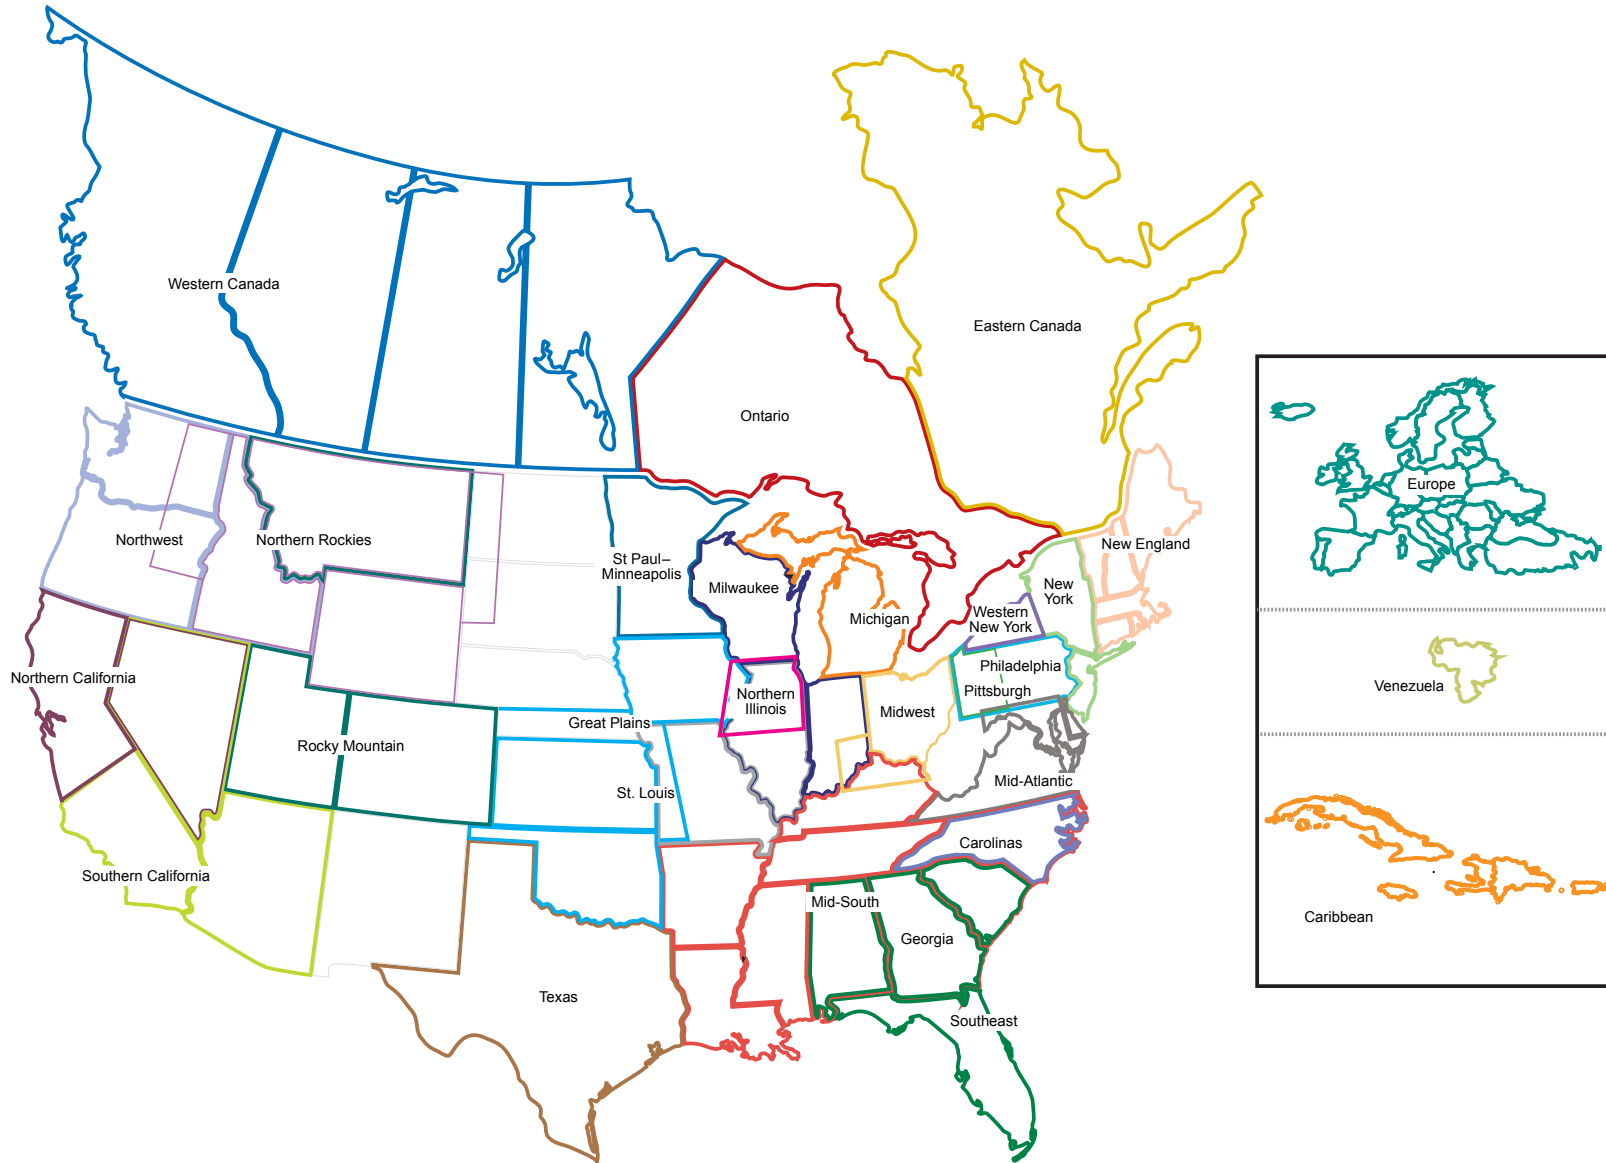 Western Canada
Eastern Canada
Ontario
Europe
Northwest
Northern Rockies
New England
St Paul–
Minneapolis
Milwaukee
New
York
Michigan
Western
New York
Philadelphia
Northern California
Pittsburgh
Venezuela
Northern
Illinois
Midwest
Great Plains
Rocky Mountain
Mid-Atlantic
St. Louis
Carolinas
Southern California
Mid-South
Caribbean
Georgia
Texas
Southeast